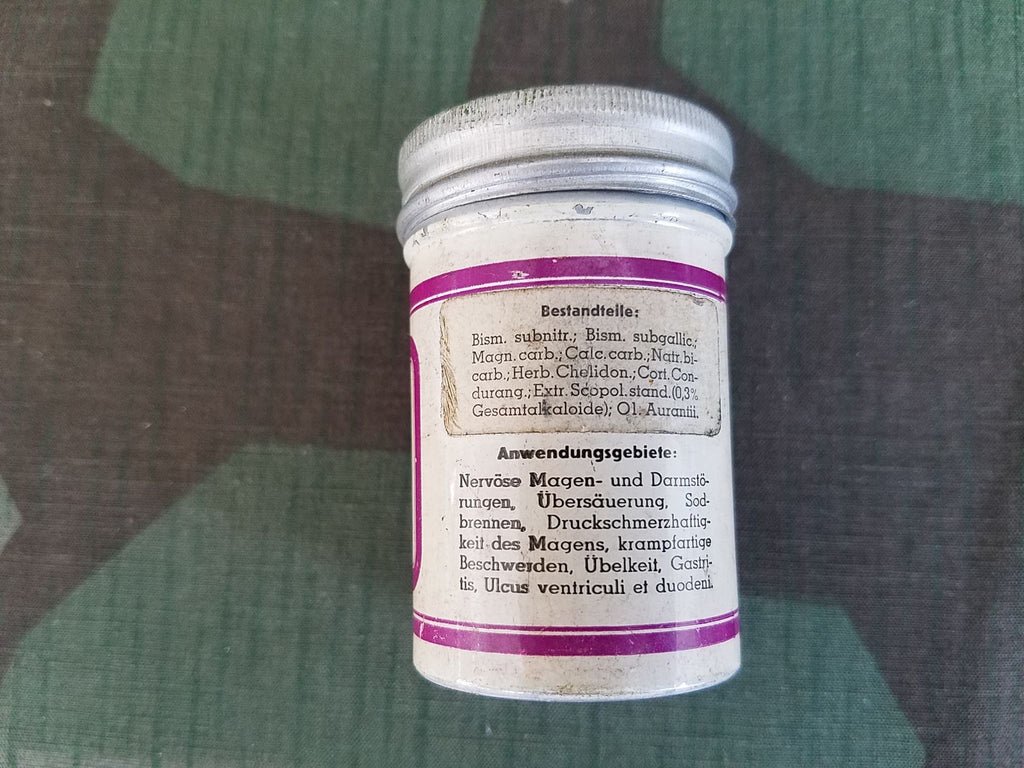 Bestandteile:
Bism. subnitr.; Bism. subgallic.;
Magn. carb.; Calc. carb.; Natr. bi-
carb.; Herb. Chelidon.; Cort. Con-
durang.; Extr. Scopol. stand. (0,3%
Gesamtalkaloide); Ol. Aurantii.
Anwendungsgebiete:
Nervöse Magen- und Darmstö-
rungen, Übersäuerung, Sod-
brennen, Druckschmerzhaftig-
keit des Magens, krampfartige
Beschwerden, Übelkeit, Gastri-
tis, Ulcus ventriculi et duodeni.